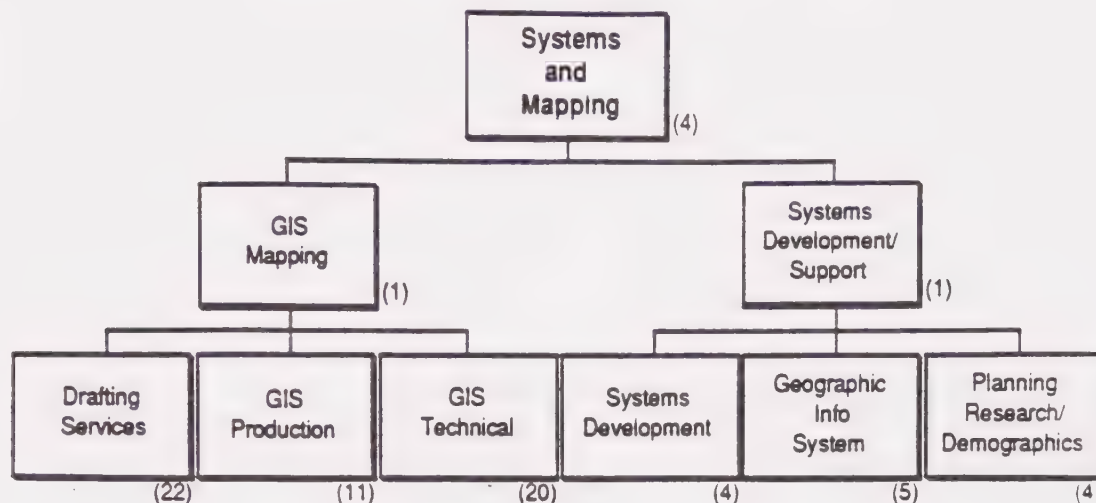 Systems
and
Mapping
(4)
GIS
Mapping
(1)
Systems
Development/
Support
(1)
Drafting
Services
(22)
GIS
Production
(11)
GIS
Technical
(20)
Systems
Development
(4)
Geographic
Info
System
(5)
Planning
Research/
Demographics
(4